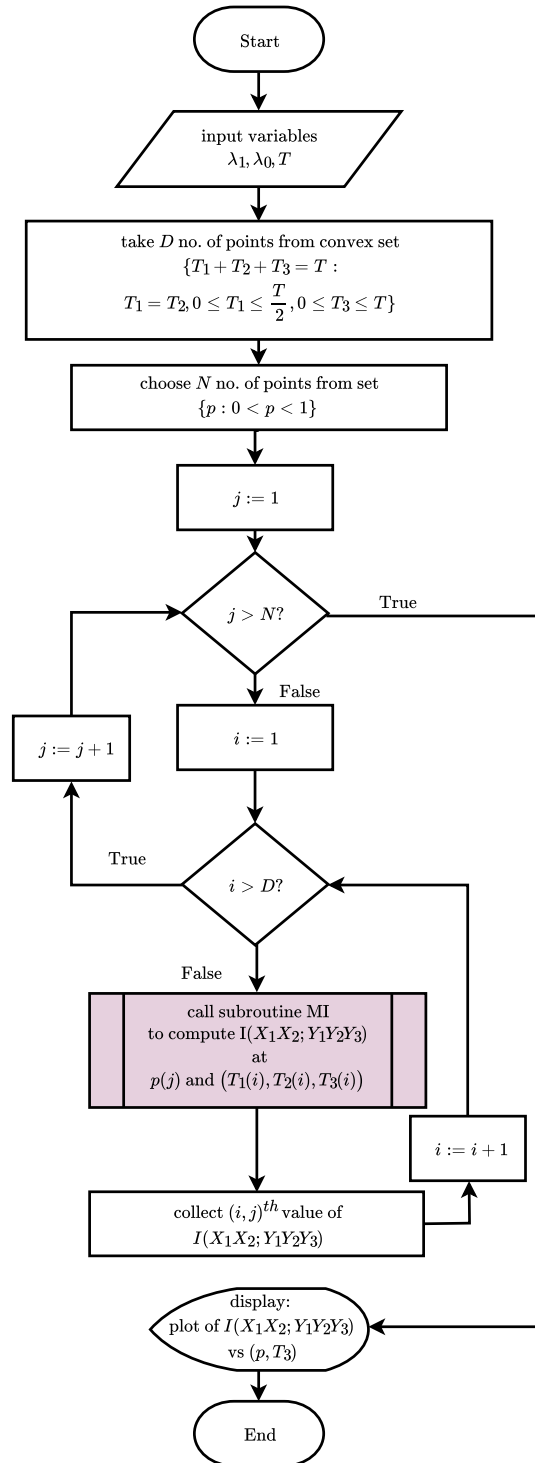 Start
input variables
λ₁, λ₀, T
take D no. of points from convex set
{T₁ + T₂ + T₃ = T :
T₁ = T₂, 0 ≤ T₁ ≤ T/2, 0 ≤ T₃ ≤ T}
choose N no. of points from set
{p : 0 < p < 1}
j := 1
j > N?
True
False
i := 1
j := j + 1
True
i > D?
False
call subroutine MI
to compute I(X₁X₂; Y₁Y₂Y₃)
at
p(j) and (T₁(i), T₂(i), T₃(i))
i := i + 1
collect (i, j)ᵗʰ value of
I(X₁X₂; Y₁Y₂Y₃)
display:
plot of I(X₁X₂; Y₁Y₂Y₃)
vs (p, T₃)
End